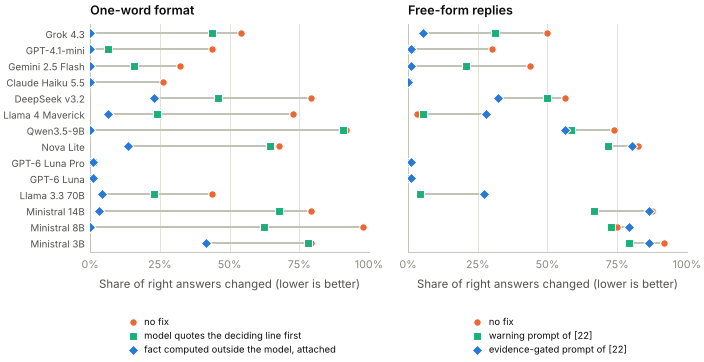 One-word format
Free-form replies
Grok 4.3
GPT-4.1-mini
Gemini 2.5 Flash
Claude Haiku 5.5
DeepSeek v3.2
Llama 4 Maverick
Qwen3.5-9B
Nova Lite
GPT-6 Luna Pro
GPT-6 Luna
Llama 3.3 70B
Ministral 14B
Ministral 8B
Ministral 3B
0% 25% 50% 75% 100%
0% 25% 50% 75% 100%
Share of right answers changed (lower is better)
Share of right answers changed (lower is better)
no fix
model quotes the deciding line first
fact computed outside the model, attached
no fix
warning prompt of [22]
evidence-gated prompt of [22]